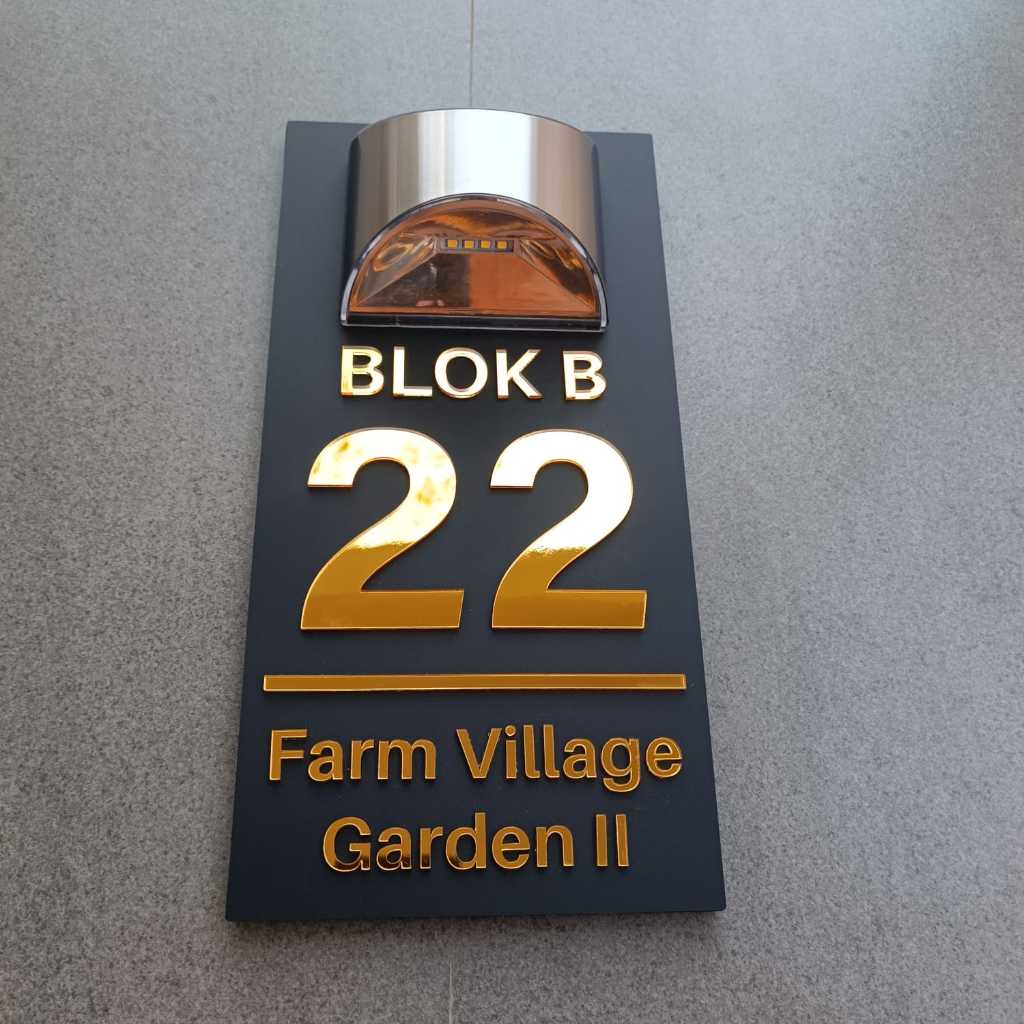 BLOK B
22
Farm Village
Garden II